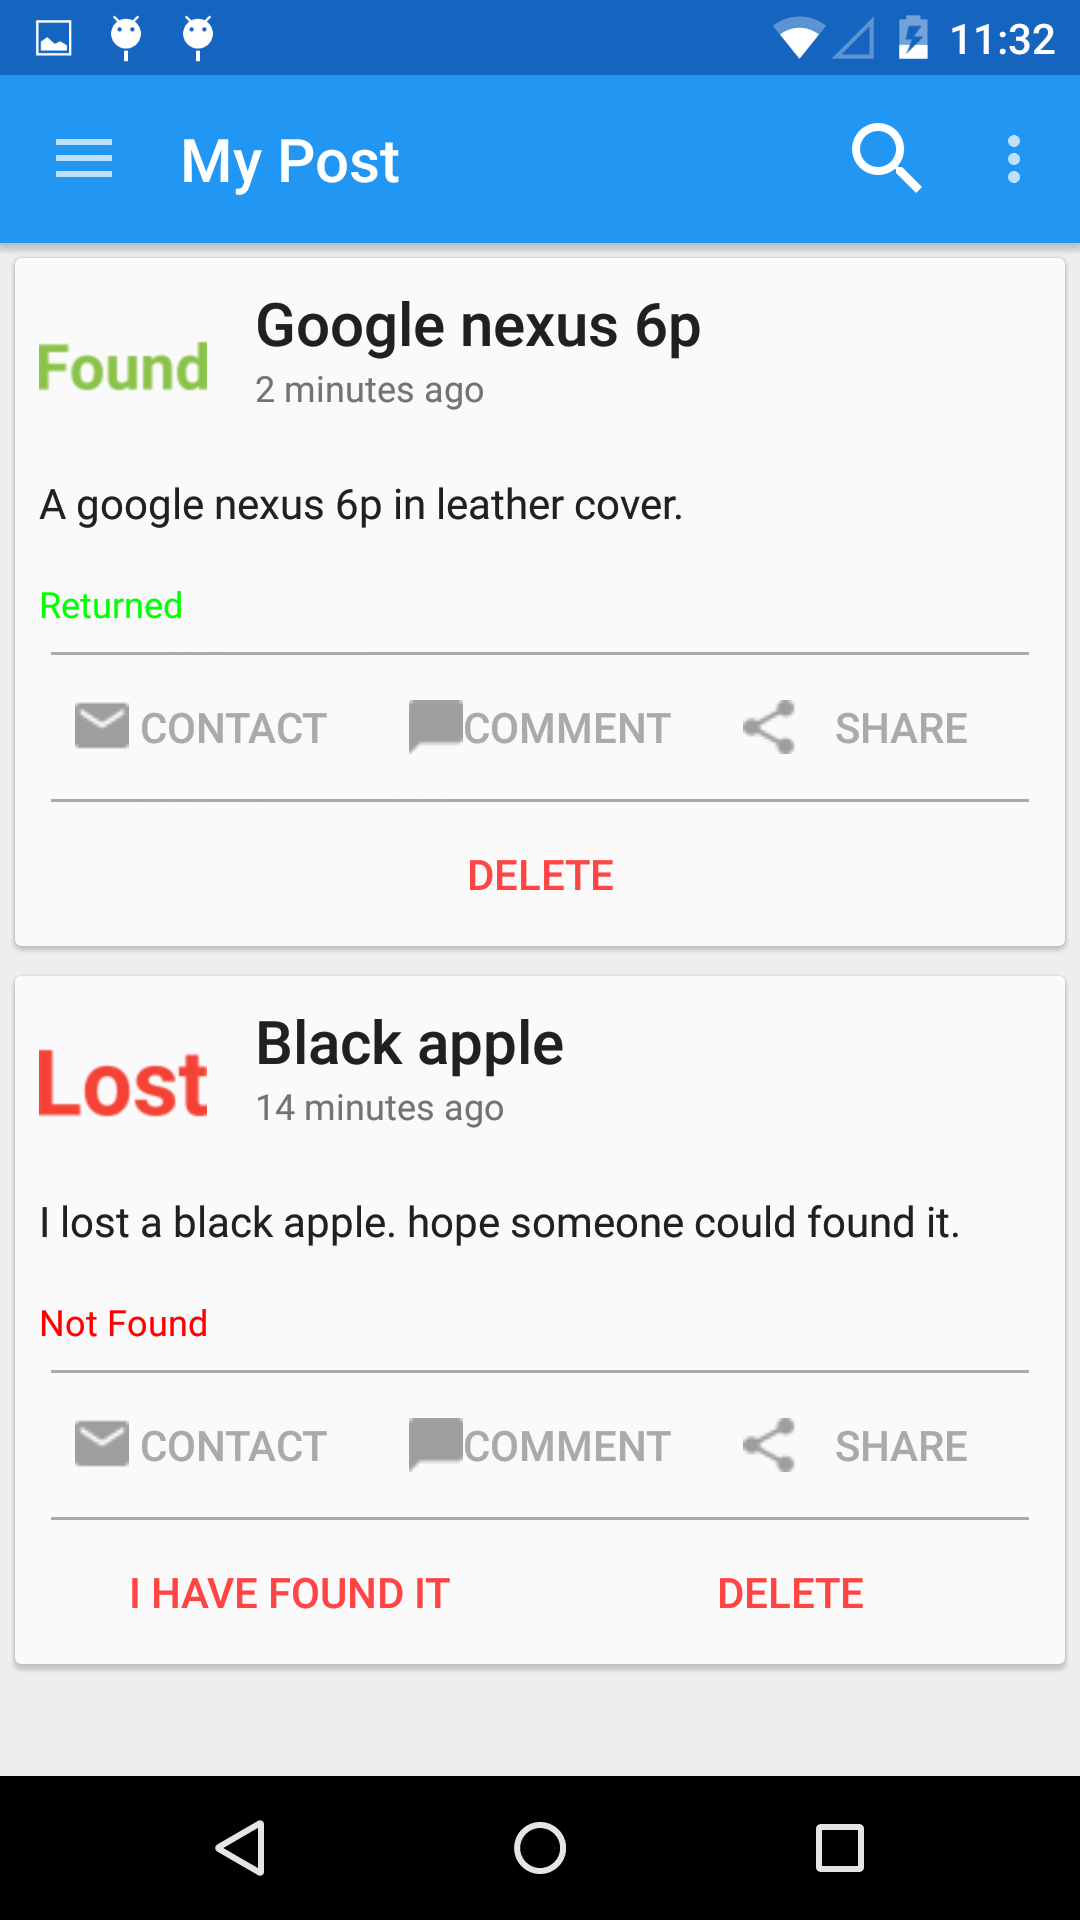 11:32
My Post
Found
Google nexus 6p
2 minutes ago
A google nexus 6p in leather cover.
Returned
CONTACT COMMENT SHARE
DELETE
Lost
Black apple
14 minutes ago
I lost a black apple. hope someone could found it.
Not Found
CONTACT COMMENT SHARE
I HAVE FOUND IT DELETE